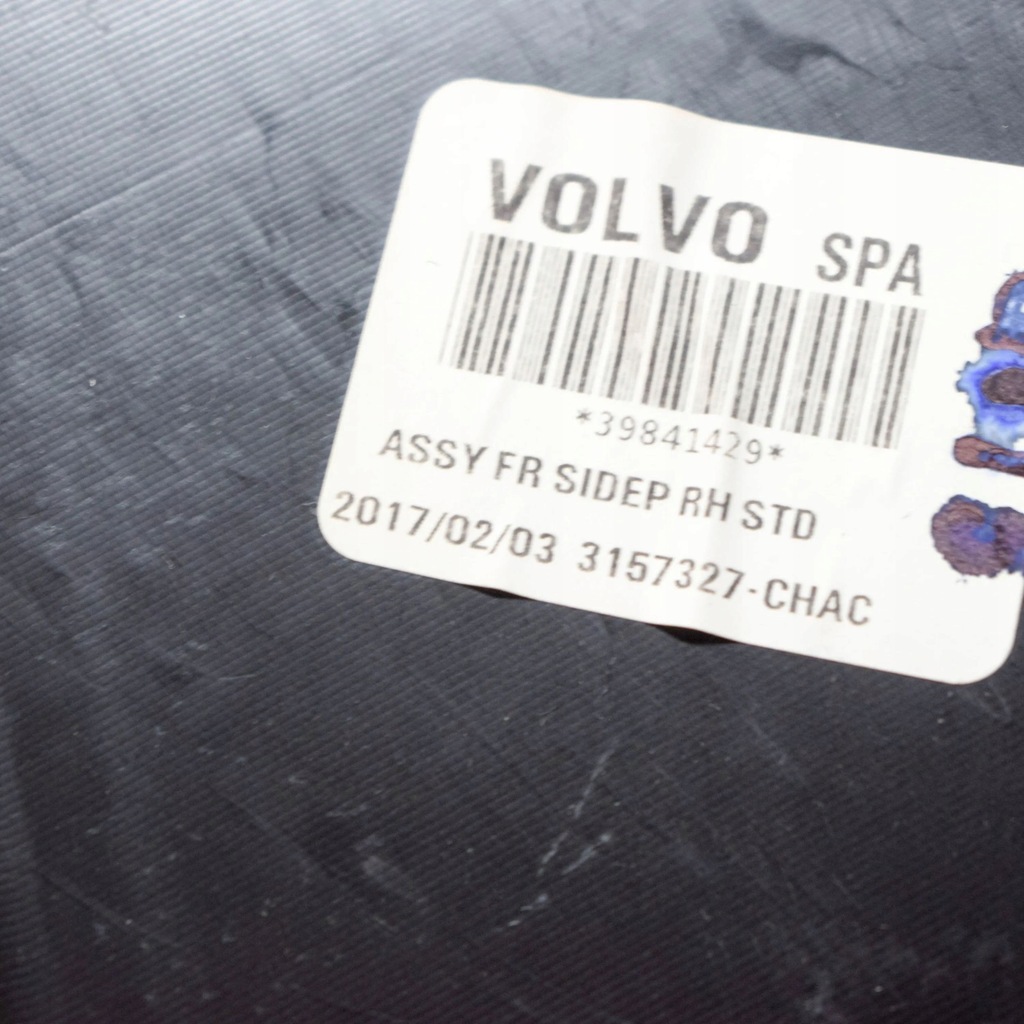 VOLVO SPA
*39841429*
ASSY FR SIDEP RH STD
2017/02/03 3157327-CHAC